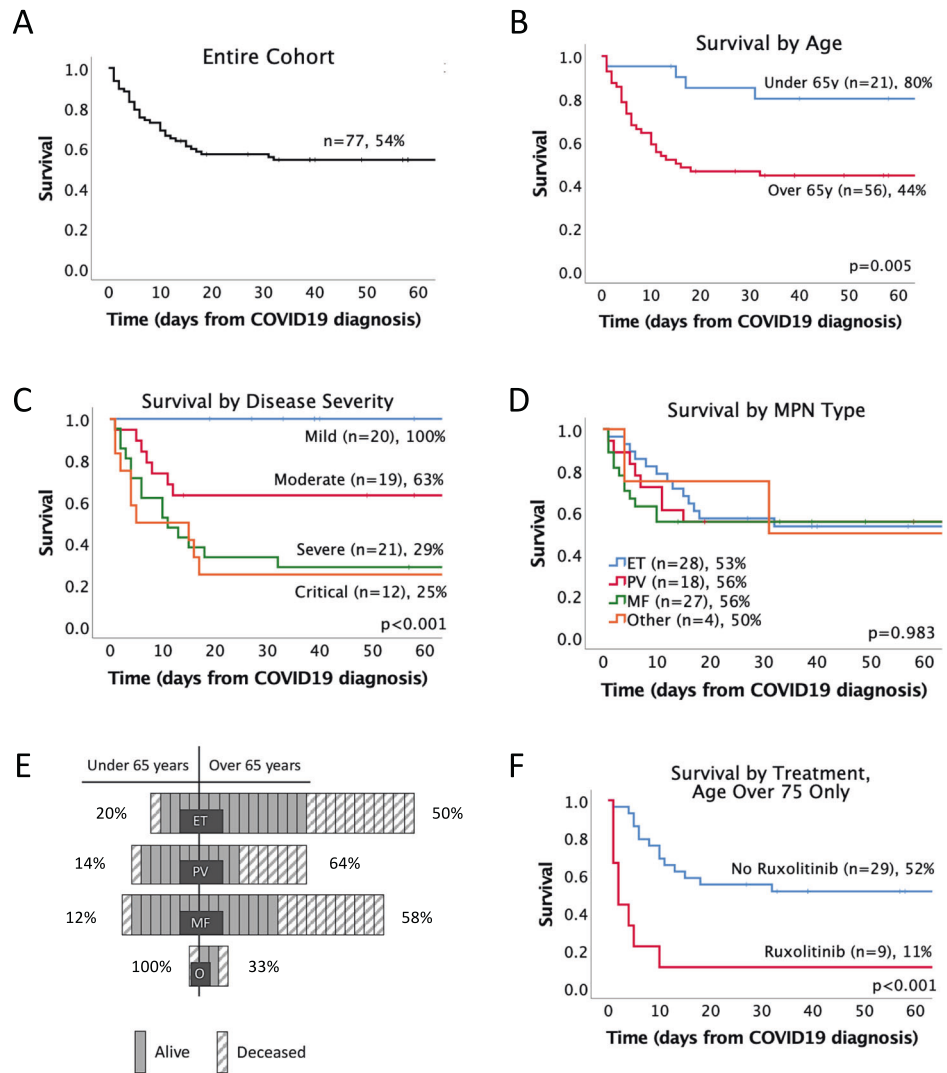 A
Entire Cohort
1.0
0.8
0.6
0.4
0.2
0.0
Survival
n=77, 54%
0 10 20 30 40 50 60
Time (days from COVID19 diagnosis)
B
Survival by Age
1.0
0.8
0.6
0.4
0.2
0.0
Survival
Under 65y (n=21), 80%
Over 65y (n=56), 44%
p=0.005
0 10 20 30 40 50 60
Time (days from COVID19 diagnosis)
C
Survival by Disease Severity
1.0
0.8
0.6
0.4
0.2
0.0
Survival
Mild (n=20), 100%
Moderate (n=19), 63%
Severe (n=21), 29%
Critical (n=12), 25%
p<0.001
0 10 20 30 40 50 60
Time (days from COVID19 diagnosis)
D
Survival by MPN Type
1.0
0.8
0.6
0.4
0.2
0.0
Survival
ET (n=28), 53%
PV (n=18), 56%
MF (n=27), 56%
Other (n=4), 50%
p=0.983
0 10 20 30 40 50 60
Time (days from COVID19 diagnosis)
E
Under 65 years Over 65 years
20% ET 50%
14% PV 64%
12% MF 58%
100% O 33%
Alive Deceased
F
Survival by Treatment,
Age Over 75 Only
1.0
0.8
0.6
0.4
0.2
0.0
Survival
No Ruxolitinib (n=29), 52%
Ruxolitinib (n=9), 11%
p<0.001
0 10 20 30 40 50 60
Time (days from COVID19 diagnosis)